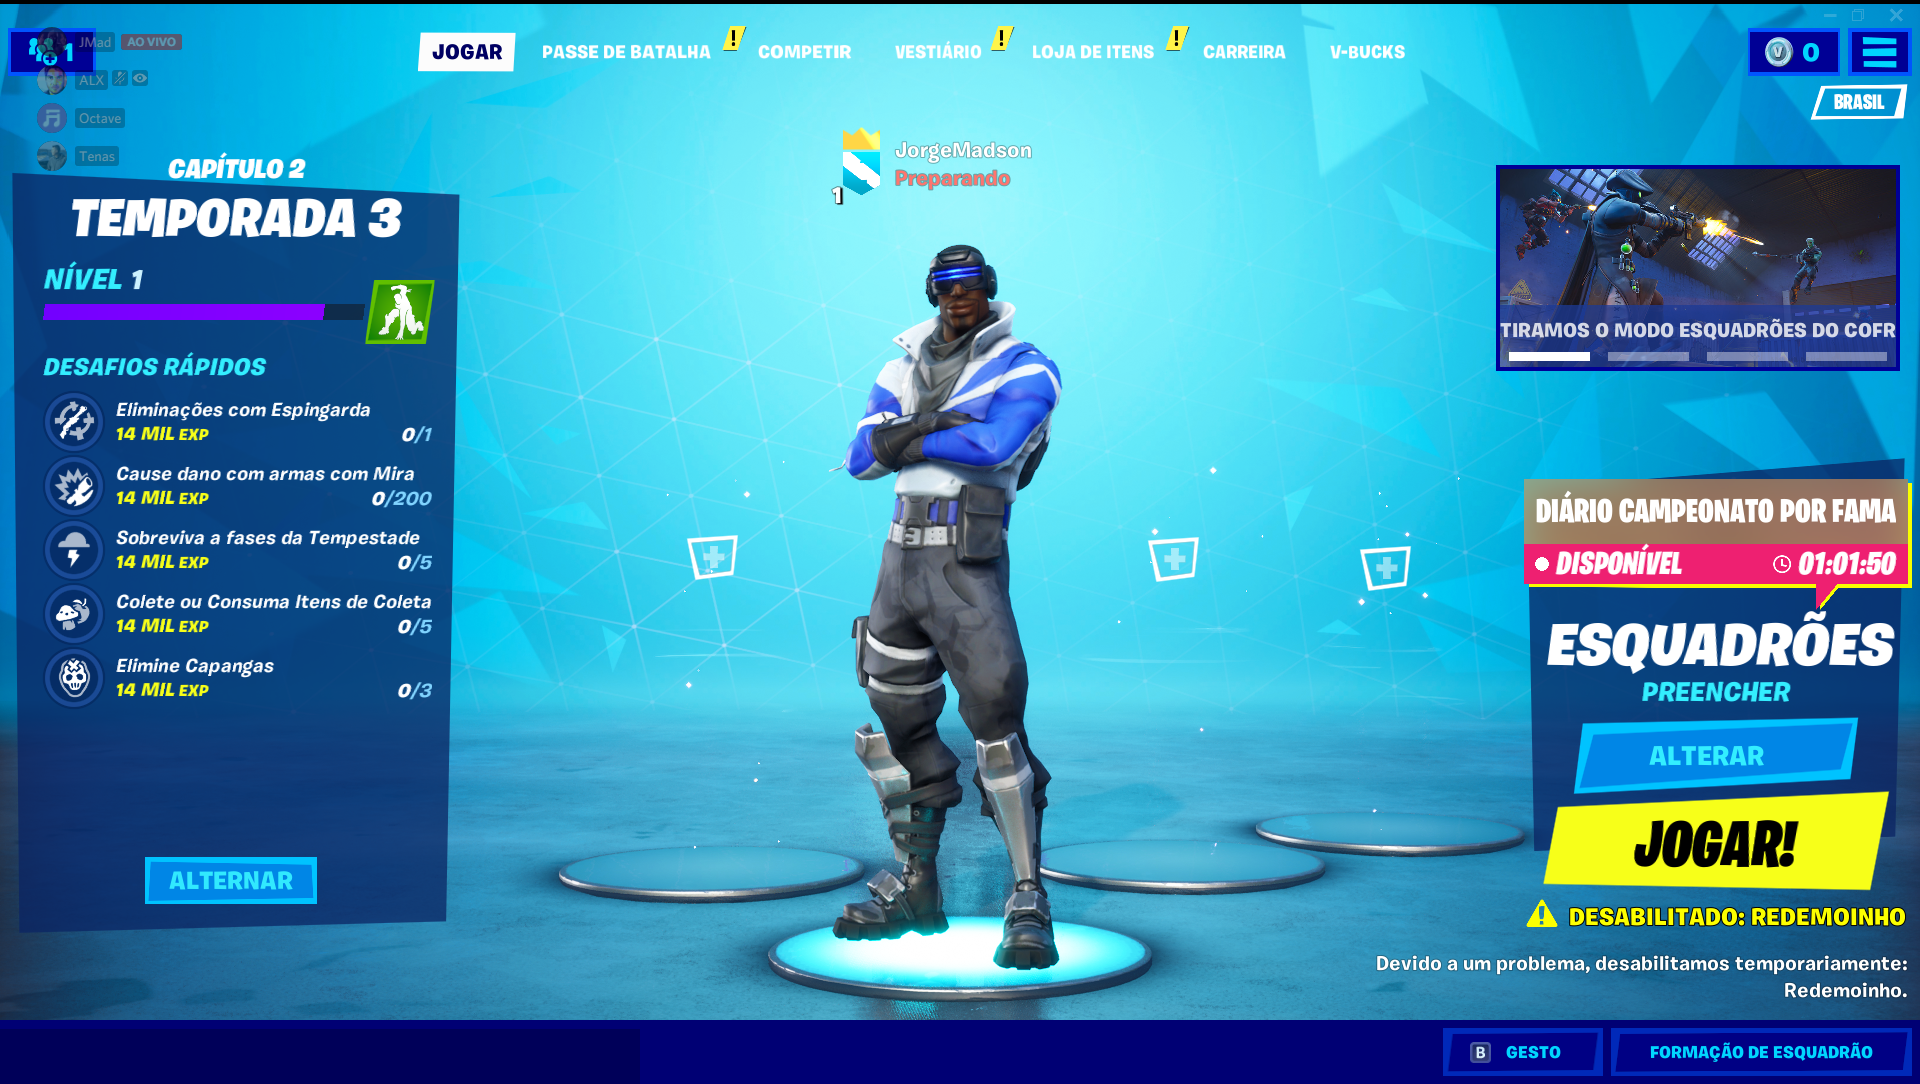 JMad AO VIVO
1
ALX
Octave
Tenas
JOGAR
PASSE DE BATALHA !
COMPETIR
VESTIÁRIO !
LOJA DE ITENS !
CARREIRA
V-BUCKS
V 0
BRASIL
JorgeMadson
Preparando
1
CAPÍTULO 2
TEMPORADA 3
NÍVEL 1
DESAFIOS RÁPIDOS
Eliminações com Espingarda
14 MIL EXP 0/1
Cause dano com armas com Mira
14 MIL EXP 0/200
Sobreviva a fases da Tempestade
14 MIL EXP 0/5
Colete ou Consuma Itens de Coleta
14 MIL EXP 0/5
Elimine Capangas
14 MIL EXP 0/3
ALTERNAR
TIRAMOS O MODO ESQUADRÕES DO COFR
DIÁRIO CAMPEONATO POR FAMA
DISPONÍVEL 01:01:50
ESQUADRÕES
PREENCHER
ALTERAR
JOGAR!
DESABILITADO: REDEMOINHO
Devido a um problema, desabilitamos temporariamente:
Redemoinho.
B GESTO
FORMAÇÃO DE ESQUADRÃO